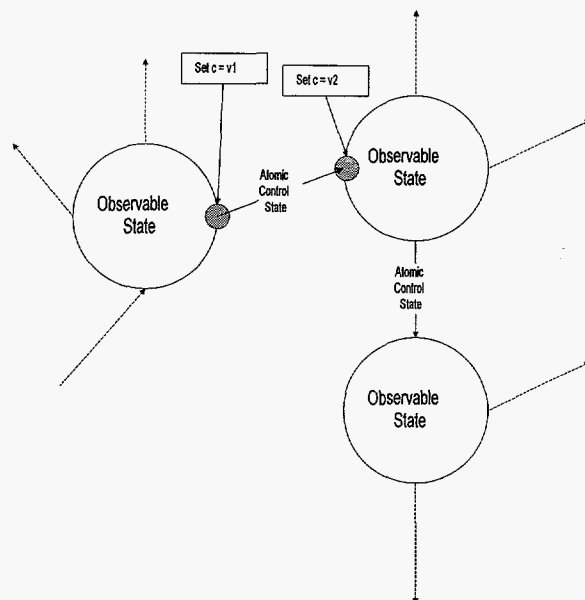 Set c = v1
Set c = v2
Observable
State
Atomic
Control
State
Observable
State
Atomic
Control
State
Observable
State